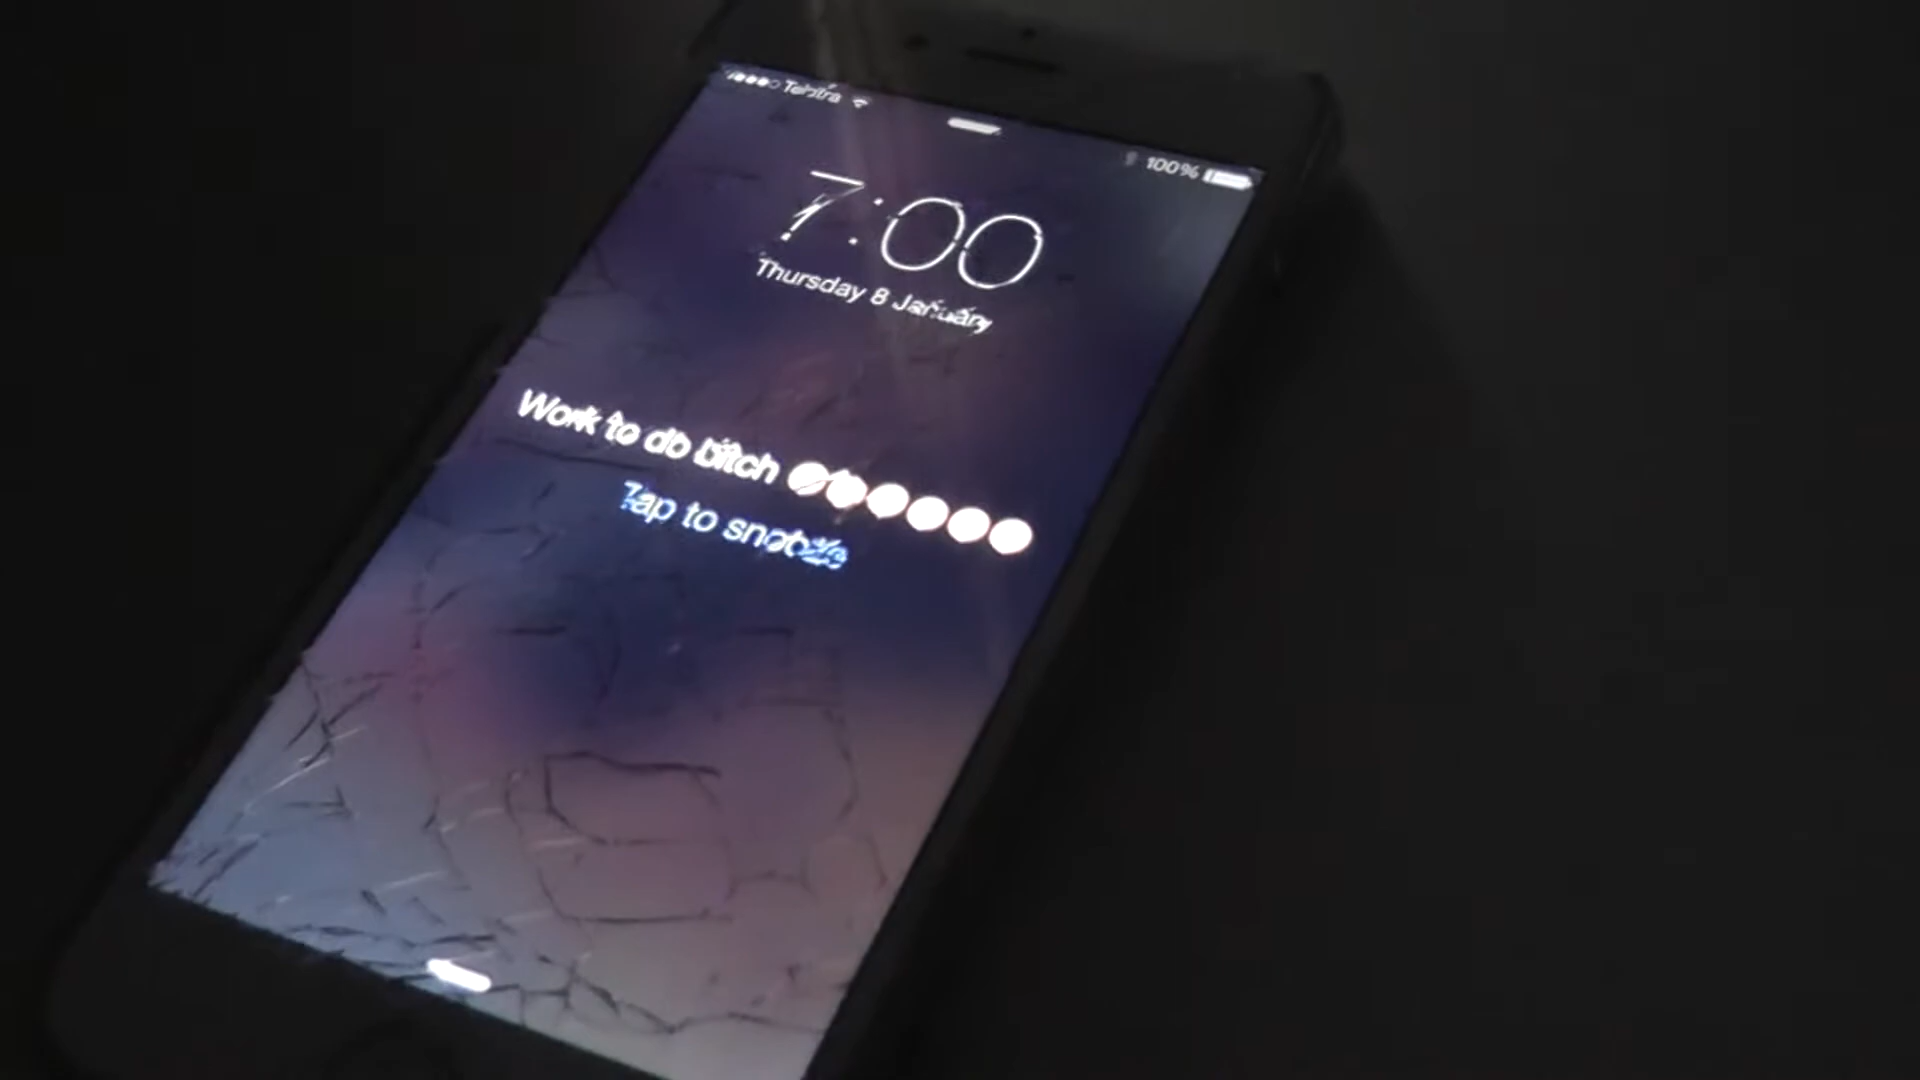 Telstra 100%
7:00
Thursday 8 January
Work to do bitch
Tap to snooze